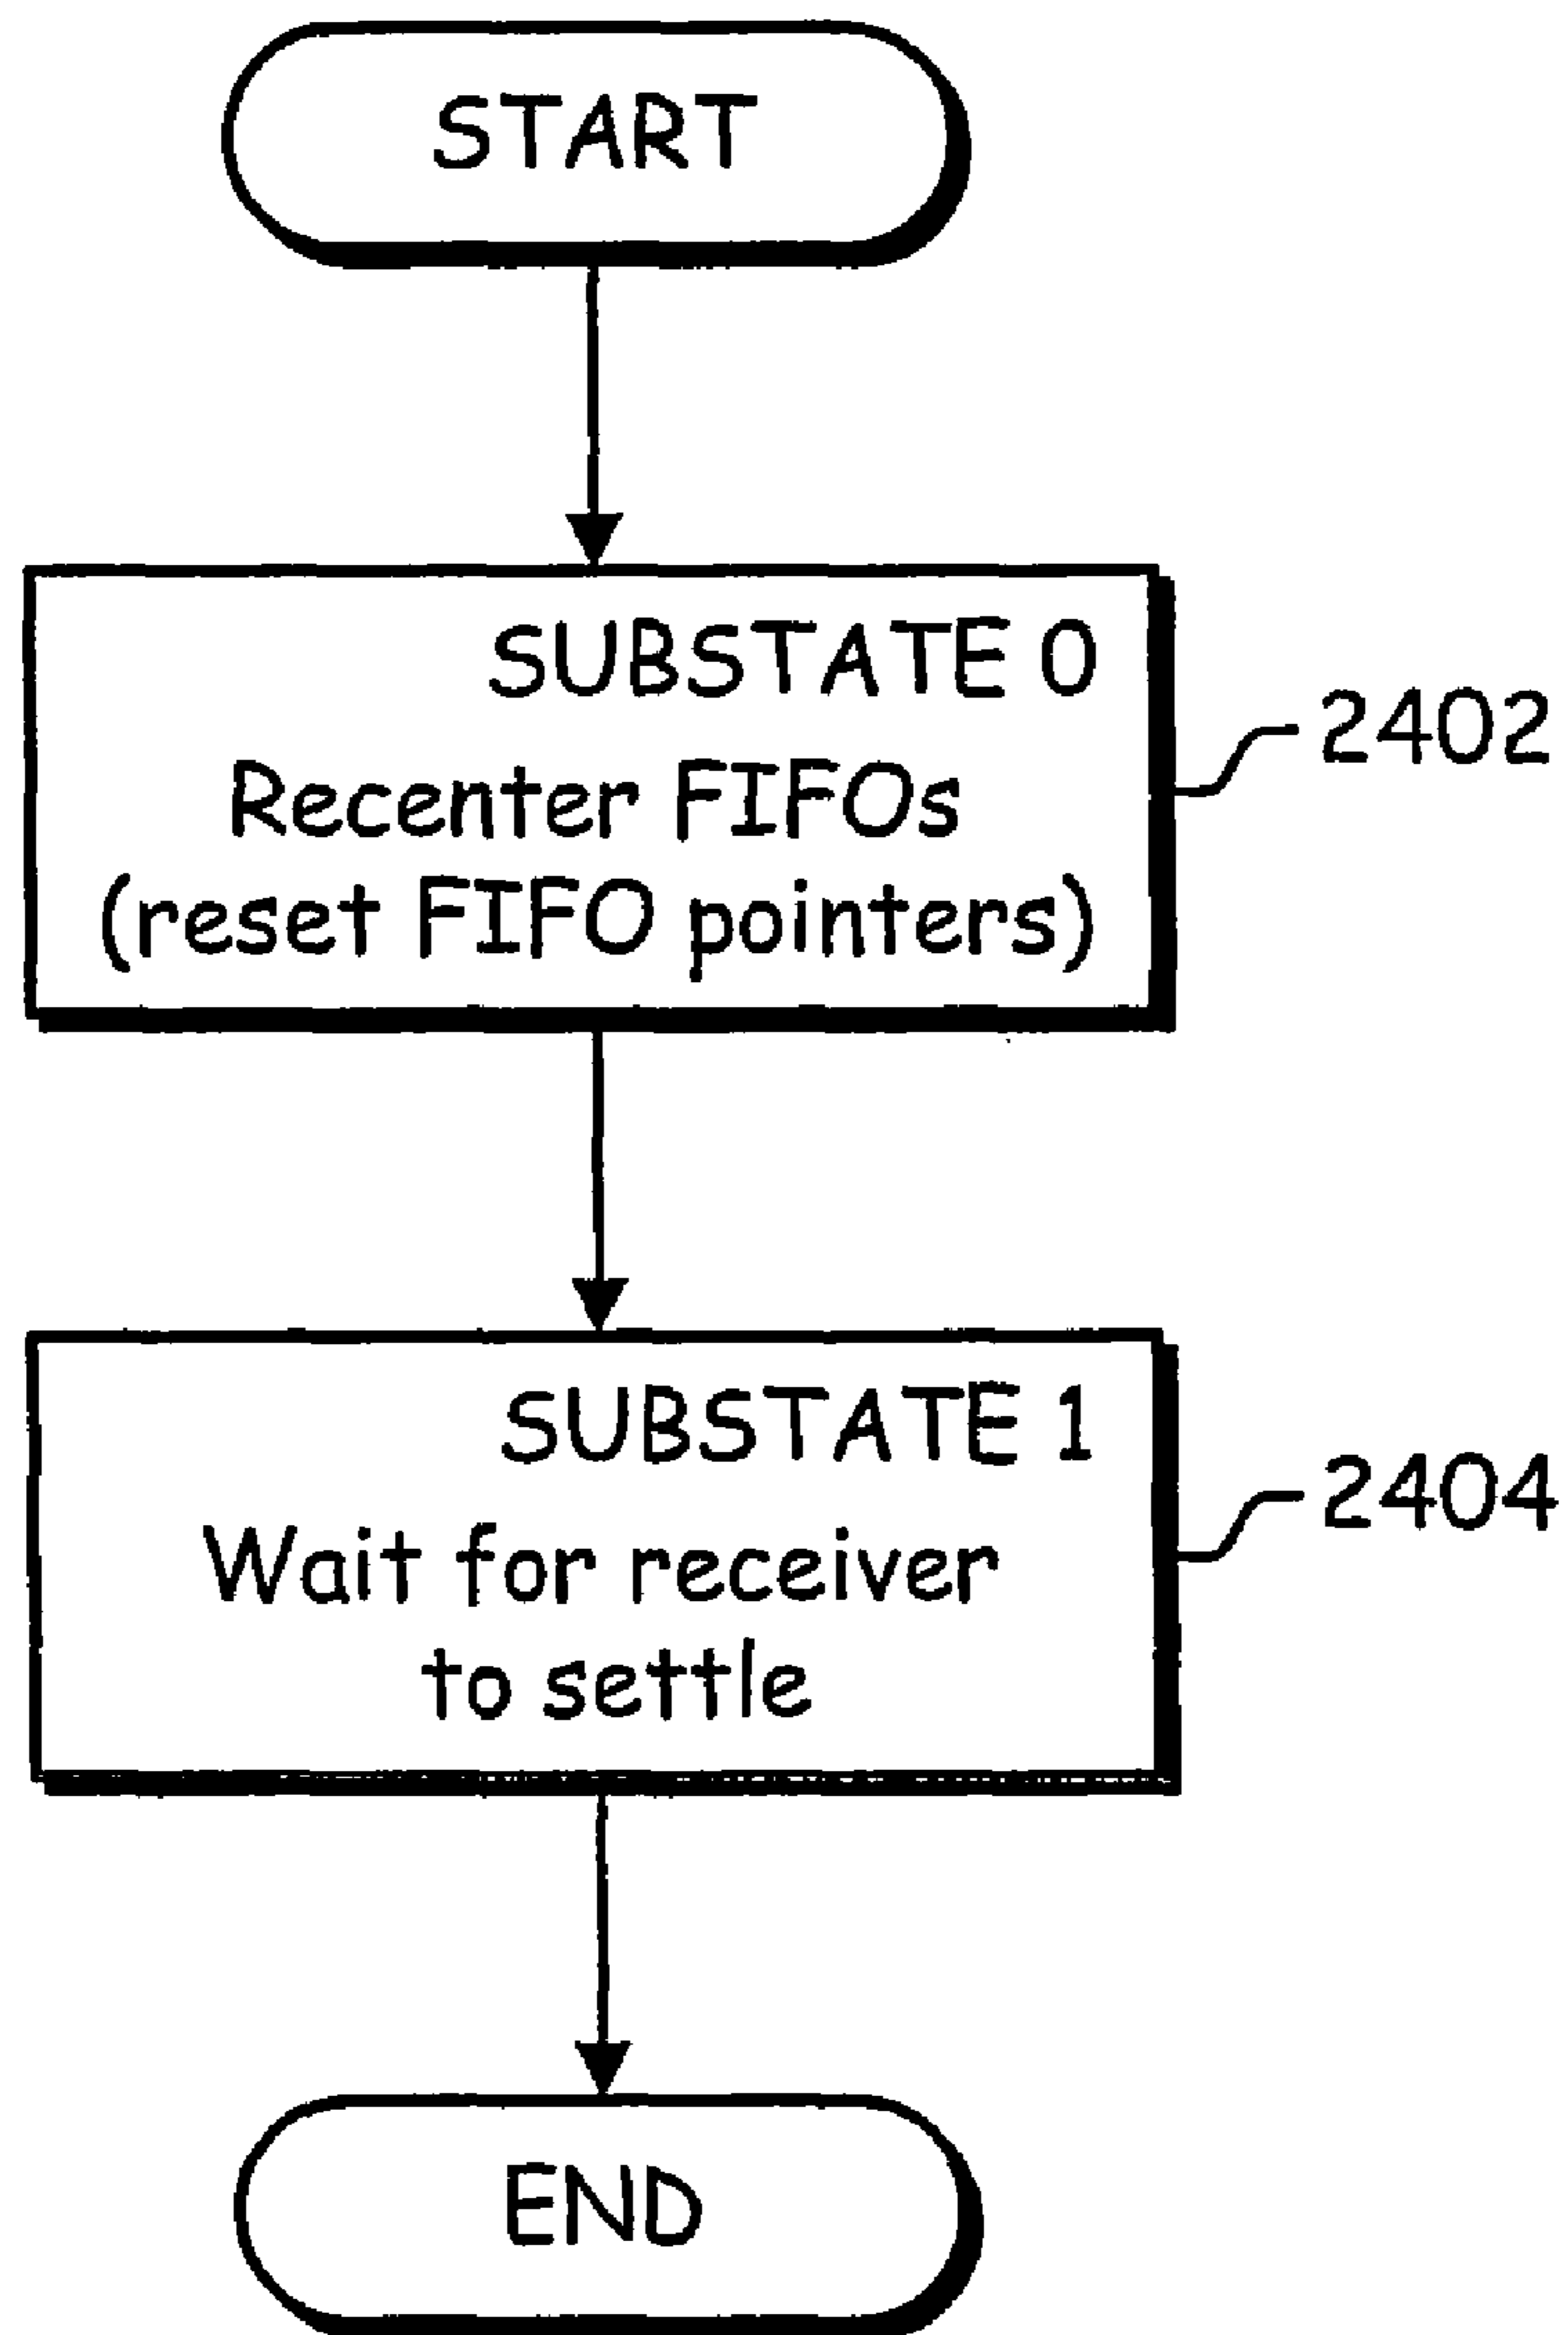 START
SUBSTATE 0
2402
Recenter FIFOs
(reset FIFO pointers)
SUBSTATE 1
2404
Wait for receiver
to settle
END